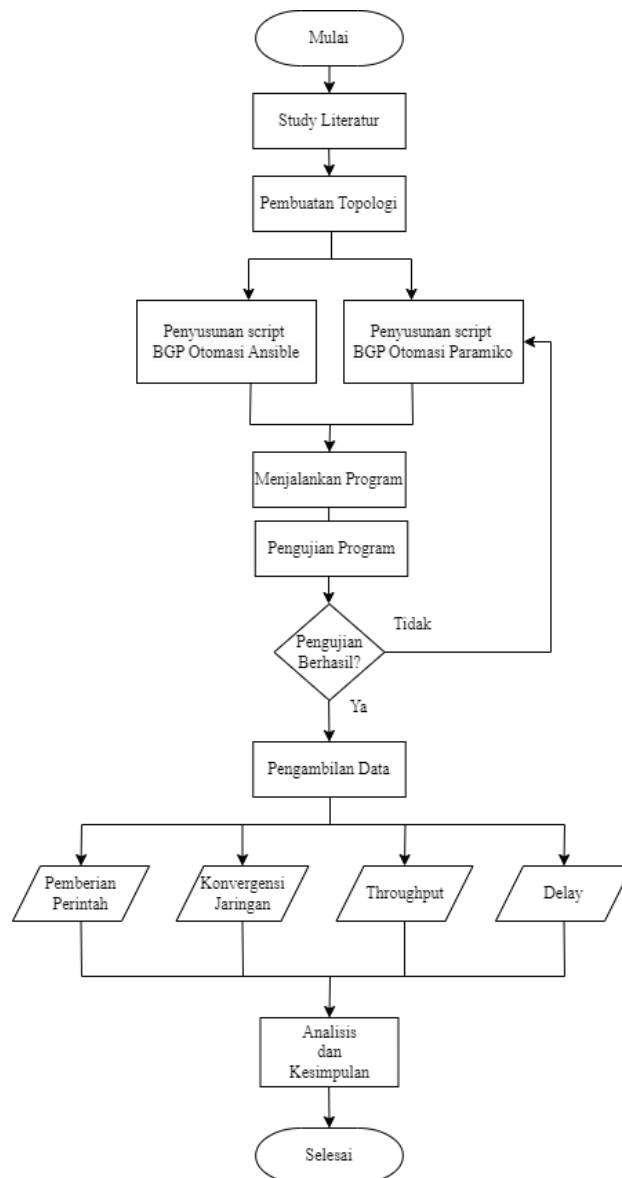 Mulai
Study Literatur
Pembuatan Topologi
Penyusunan script
BGP Otomasi Ansible
Penyusunan script
BGP Otomasi Paramiko
Menjalankan Program
Pengujian Program
Pengujian
Berhasil?
Tidak
Ya
Pengambilan Data
Pemberian
Perintah
Konvergensi
Jaringan
Throughput
Delay
Analisis
dan
Kesimpulan
Selesai